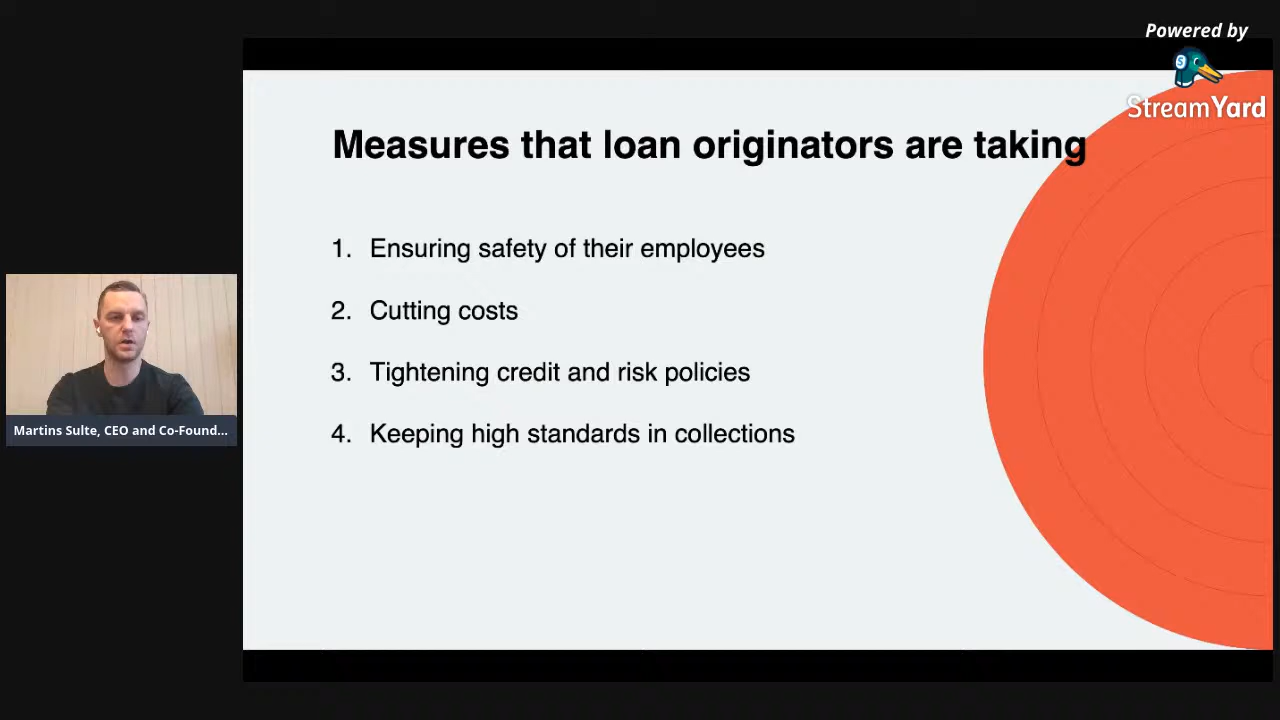 Powered by
StreamYard
Measures that loan originators are taking
1. Ensuring safety of their employees
2. Cutting costs
3. Tightening credit and risk policies
4. Keeping high standards in collections
Martins Sulte, CEO and Co-Found...